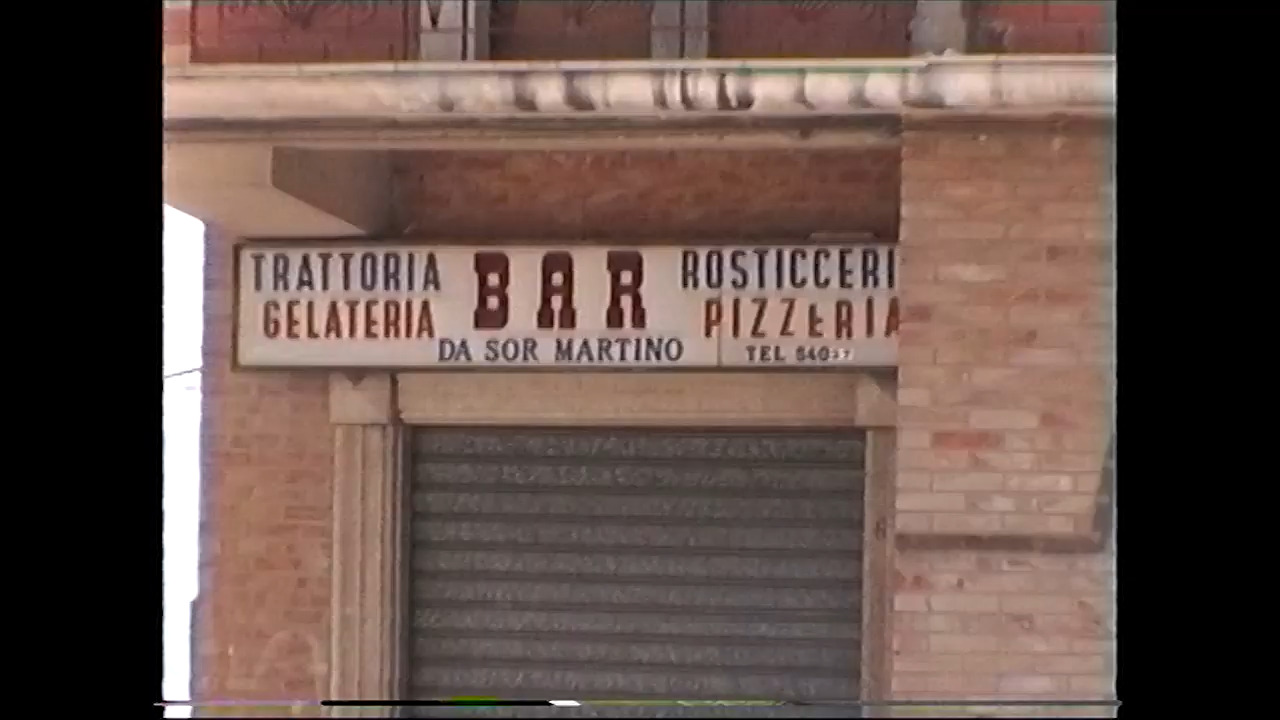 TRATTORIA BAR ROSTICCERI
GELATERIA PIZZERIA
DA SOR MARTINO
TEL